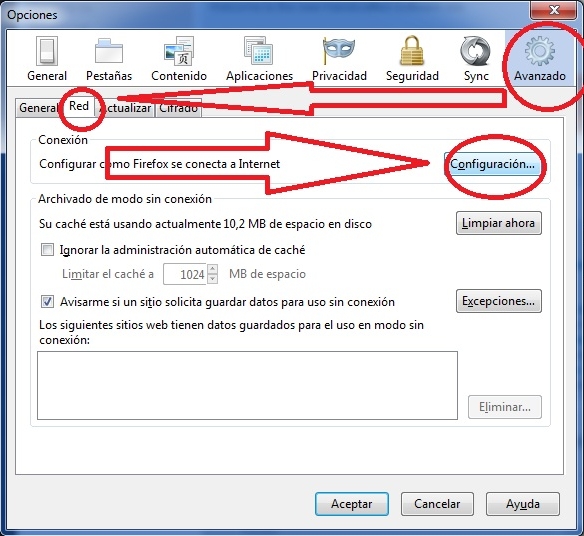 Opciones
General Pestañas Contenido Aplicaciones Privacidad Seguridad Sync Avanzado
General Red Actualizar Cifrado
Conexión
Configurar cómo Firefox se conecta a Internet Configuración...
Archivado de modo sin conexión
Su caché está usando actualmente 10,2 MB de espacio en disco Limpiar ahora
Ignorar la administración automática de caché
Limitar el caché a 1024 MB de espacio
Avisarme si un sitio solicita guardar datos para uso sin conexión Excepciones...
Los siguientes sitios web tienen datos guardados para el uso en modo sin
conexión:
Eliminar...
Aceptar Cancelar Ayuda